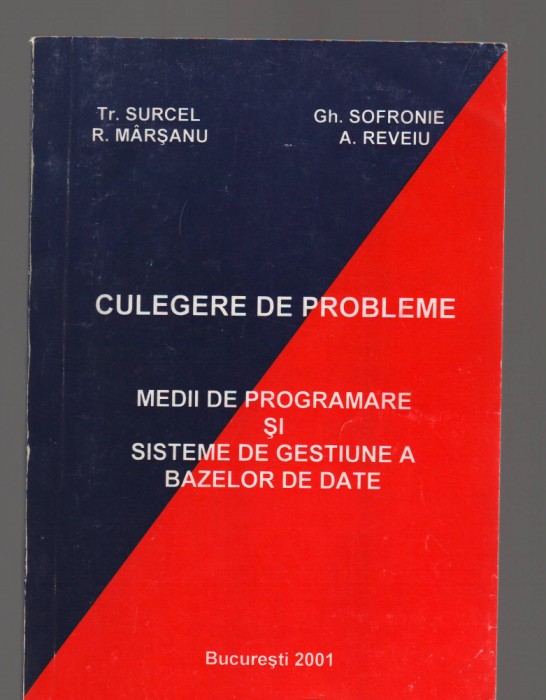 Tr. SURCEL
R. MÂRŞANU
Gh. SOFRONIE
A. REVEIU
CULEGERE DE PROBLEME
MEDII DE PROGRAMARE
ŞI
SISTEME DE GESTIUNE A
BAZELOR DE DATE
Bucureşti 2001